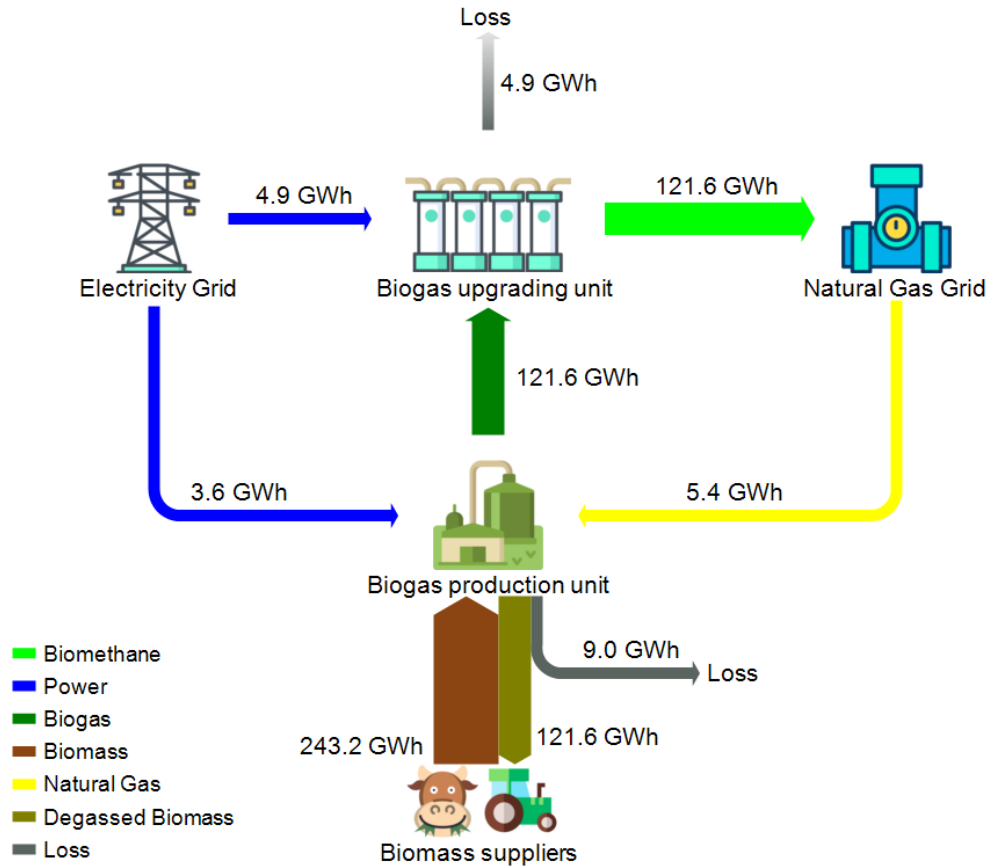 Loss
4.9 GWh
4.9 GWh
121.6 GWh
Electricity Grid
Biogas upgrading unit
Natural Gas Grid
121.6 GWh
3.6 GWh
5.4 GWh
Biogas production unit
9.0 GWh
Loss
243.2 GWh
121.6 GWh
Biomass suppliers
Biomethane
Power
Biogas
Biomass
Natural Gas
Degassed Biomass
Loss